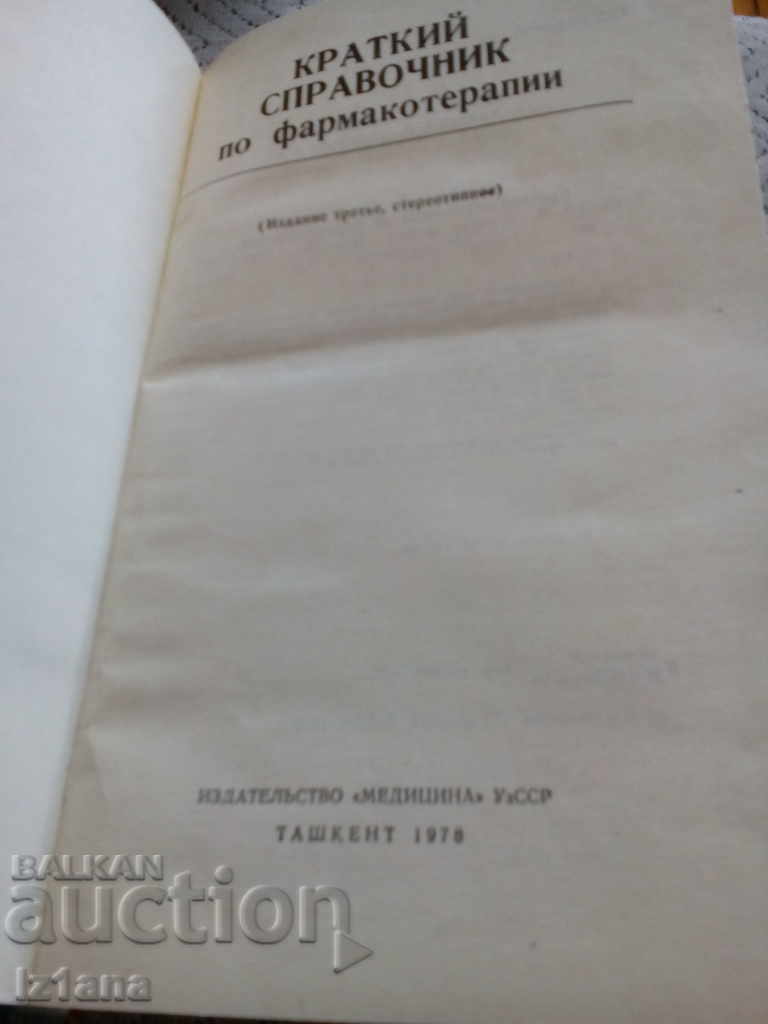 КРАТКИЙ
СПРАВОЧНИК
по фармакотерапии
(Издание третье, стереотипное)
ИЗДАТЕЛЬСТВО «МЕДИЦИНА» УзССР
ТАШКЕНТ 1978
BALKAN
auction
Iz1ana